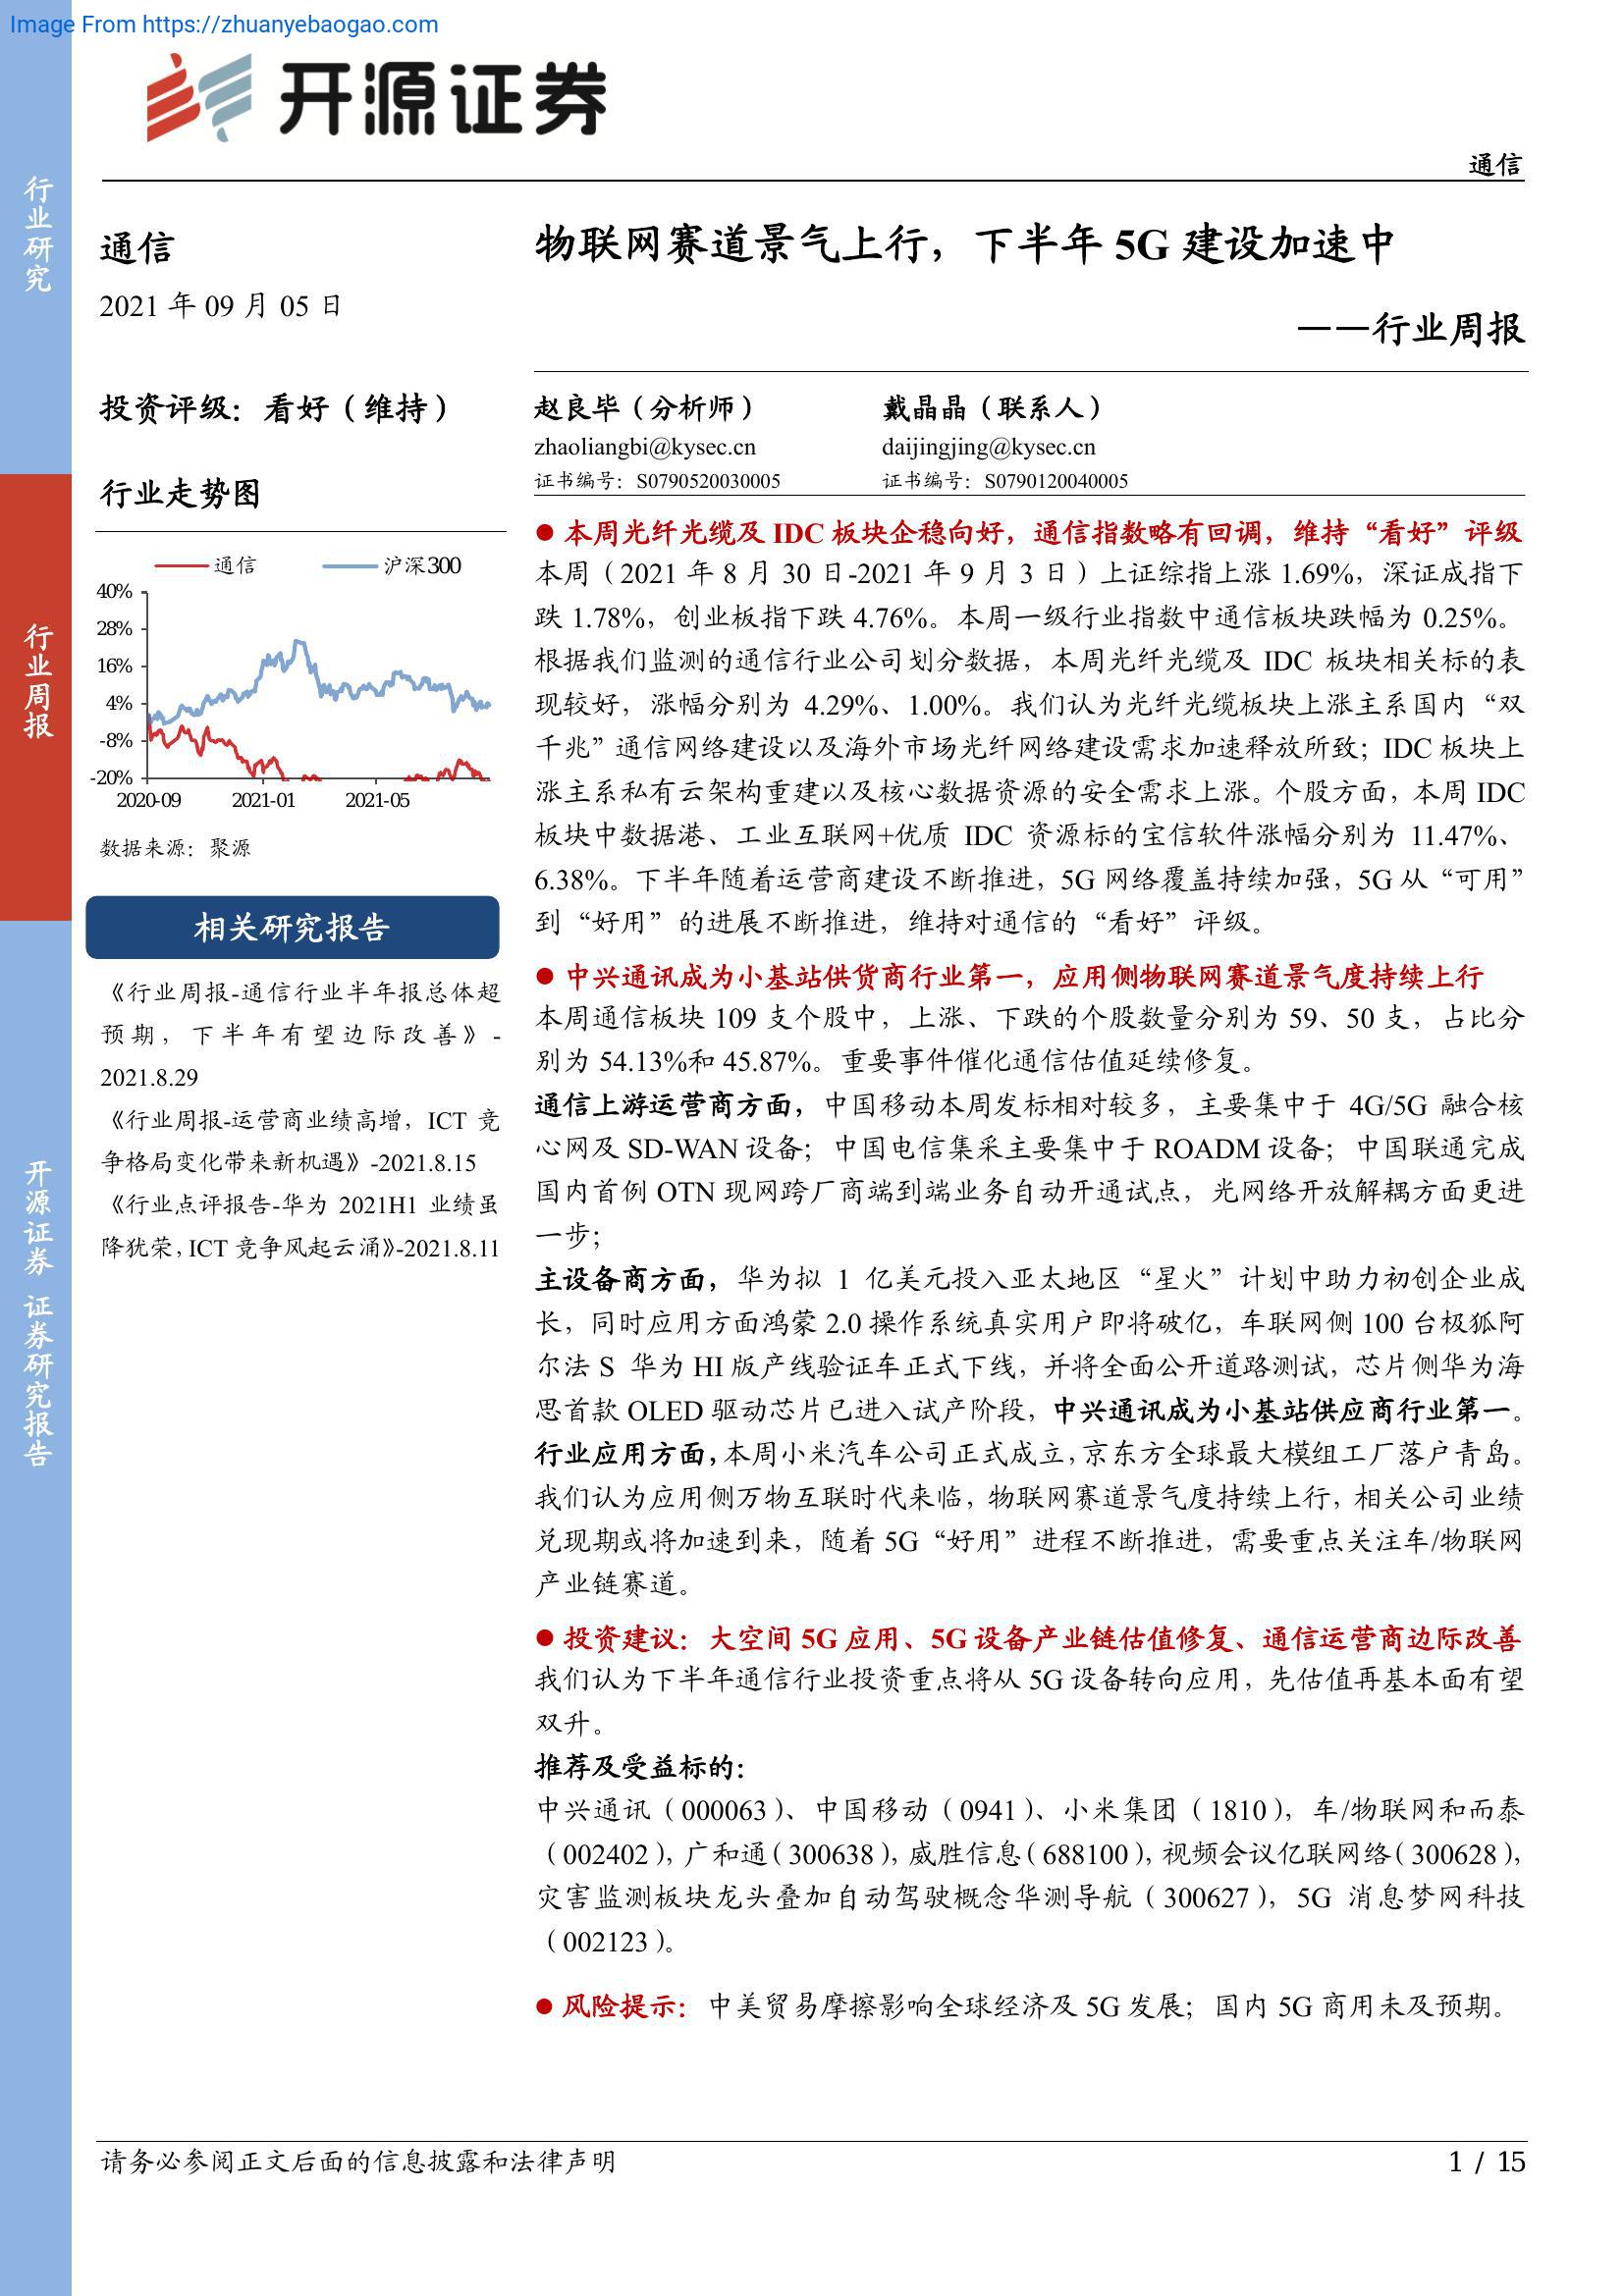 Image From https://zhuanyebaogao.com
开源证券
通信
行业研究
行业周报
开源证券 证券研究报告
通信
2021 年 09 月 05 日
投资评级：看好（维持）
行业走势图
通信
沪深300
40%
28%
16%
4%
-8%
-20%
2020-09
2021-01
2021-05
数据来源：聚源
相关研究报告
《行业周报-通信行业半年报总体超
预期，下半年有望边际改善》-
2021.8.29
《行业周报-运营商业绩高增，ICT 竞
争格局变化带来新机遇》-2021.8.15
《行业点评报告-华为 2021H1 业绩虽
降犹荣，ICT 竞争风起云涌》-2021.8.11
物联网赛道景气上行，下半年 5G 建设加速中
——行业周报
赵良毕（分析师）
戴晶晶（联系人）
zhaoliangbi@kysec.cn
daijingjing@kysec.cn
证书编号：S0790520030005
证书编号：S0790120040005
● 本周光纤光缆及 IDC 板块企稳向好，通信指数略有回调，维持“看好”评级
本周（2021 年 8 月 30 日-2021 年 9 月 3 日）上证综指上涨 1.69%，深证成指下
跌 1.78%，创业板指下跌 4.76%。本周一级行业指数中通信板块跌幅为 0.25%。
根据我们监测的通信行业公司划分数据，本周光纤光缆及 IDC 板块相关标的表
现较好，涨幅分别为 4.29%、1.00%。我们认为光纤光缆板块上涨主系国内“双
千兆”通信网络建设以及海外市场光纤网络建设需求加速释放所致；IDC 板块上
涨主系私有云架构重建以及核心数据资源的安全需求上涨。个股方面，本周 IDC
板块中数据港、工业互联网+优质 IDC 资源标的宝信软件涨幅分别为 11.47%、
6.38%。下半年随着运营商建设不断推进，5G 网络覆盖持续加强，5G 从“可用”
到“好用”的进展不断推进，维持对通信的“看好”评级。
● 中兴通讯成为小基站供货商行业第一，应用侧物联网赛道景气度持续上行
本周通信板块 109 支个股中，上涨、下跌的个股数量分别为 59、50 支，占比分
别为 54.13%和 45.87%。重要事件催化通信估值延续修复。
通信上游运营商方面，中国移动本周发标相对较多，主要集中于 4G/5G 融合核
心网及 SD-WAN 设备；中国电信集采主要集中于 ROADM 设备；中国联通完成
国内首例 OTN 现网跨厂商端到端业务自动开通试点，光网络开放解耦方面更进
一步；
主设备商方面，华为拟 1 亿美元投入亚太地区“星火”计划中助力初创企业成
长，同时应用方面鸿蒙 2.0 操作系统真实用户即将破亿，车联网侧 100 台极狐阿
尔法 S 华为 HI 版产线验证车正式下线，并将全面公开道路测试，芯片侧华为海
思首款 OLED 驱动芯片已进入试产阶段，中兴通讯成为小基站供应商行业第一。
行业应用方面，本周小米汽车公司正式成立，京东方全球最大模组工厂落户青岛。
我们认为应用侧万物互联时代来临，物联网赛道景气度持续上行，相关公司业绩
兑现期或将加速到来，随着 5G“好用”进程不断推进，需要重点关注车/物联网
产业链赛道。
● 投资建议：大空间 5G 应用、5G 设备产业链估值修复、通信运营商边际改善
我们认为下半年通信行业投资重点将从 5G 设备转向应用，先估值再基本面有望
双升。
推荐及受益标的：
中兴通讯（000063）、中国移动（0941）、小米集团（1810），车/物联网和而泰
（002402），广和通（300638），威胜信息（688100），视频会议亿联网络（300628），
灾害监测板块龙头叠加自动驾驶概念华测导航（300627），5G 消息梦网科技
（002123）。
● 风险提示：中美贸易摩擦影响全球经济及 5G 发展；国内 5G 商用未及预期。
请务必参阅正文后面的信息披露和法律声明
1 / 15